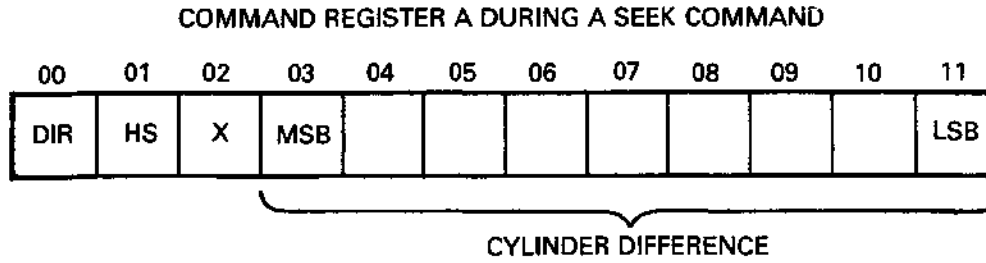 COMMAND REGISTER A DURING A SEEK COMMAND
00 01 02 03 04 05 06 07 08 09 10 11
DIR HS X MSB LSB
CYLINDER DIFFERENCE